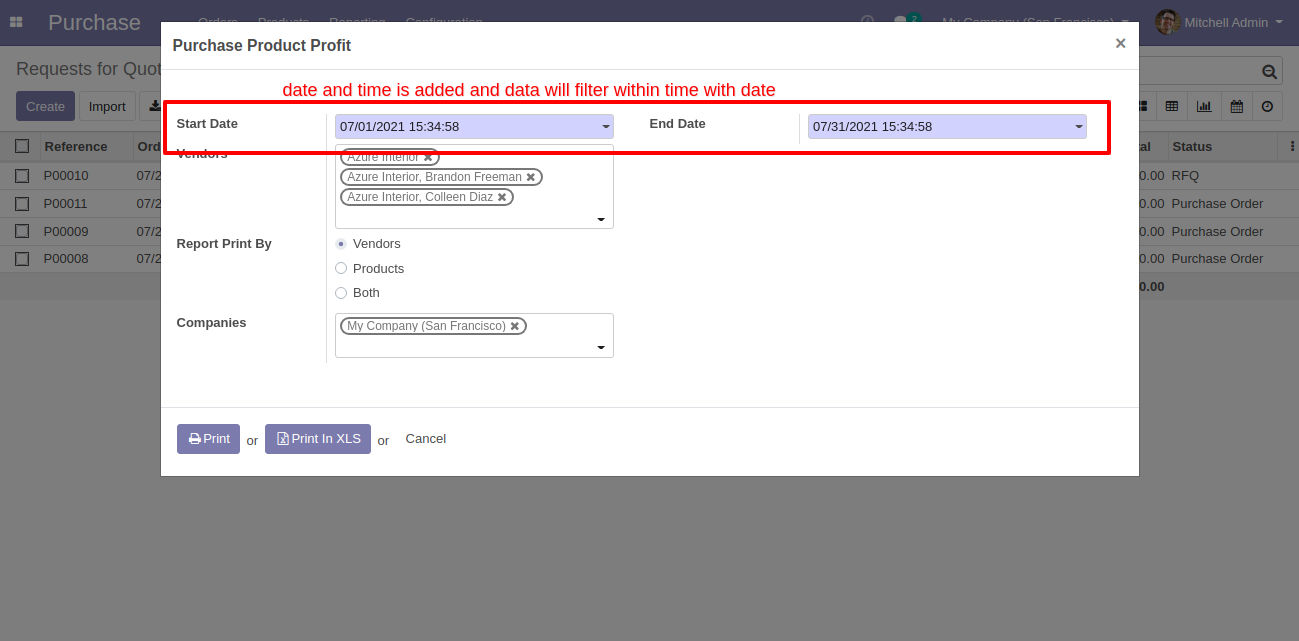 Purchase Orders Products Reporting Configuration 2 My Company (San Francisco) Mitchell Admin
Purchase Product Profit ×
Requests for Quot
date and time is added and data will filter within time with date
Create Import
Start Date 07/01/2021 15:34:58 End Date 07/31/2021 15:34:58
Reference Ord al Status
Vendors Azure Interior
P00010 07/2 Azure Interior, Brandon Freeman 0.00 RFQ
P00011 07/2 Azure Interior, Colleen Diaz 0.00 Purchase Order
P00009 07/2 0.00 Purchase Order
Report Print By Vendors
P00008 07/2 0.00 Purchase Order
Products
0.00
Both
Companies My Company (San Francisco)
Print or Print In XLS or Cancel